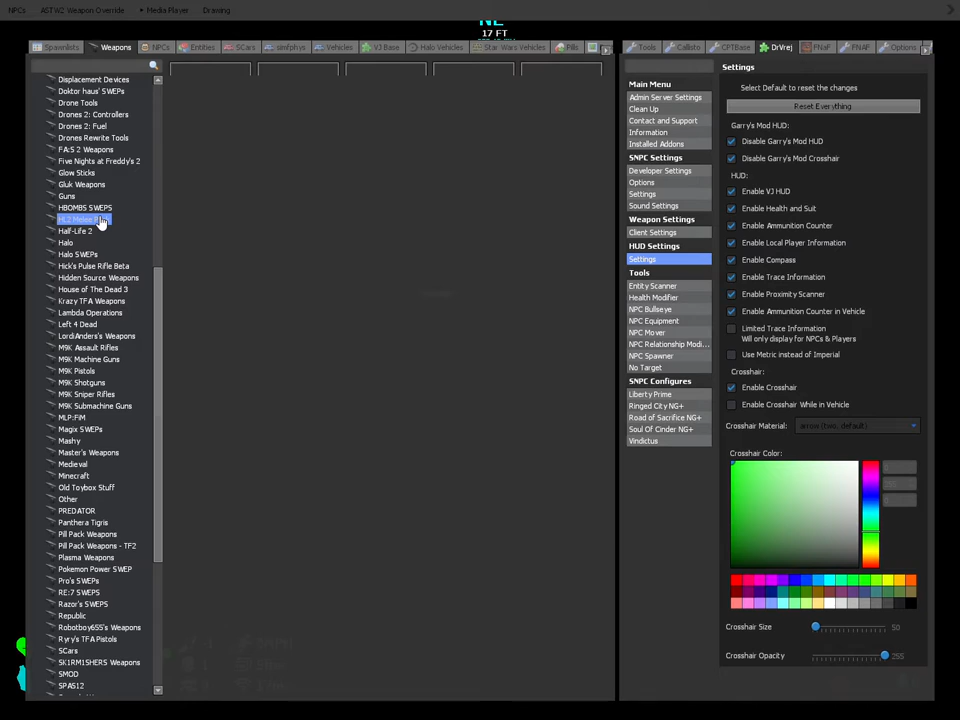 NPCs ASTW2 Weapon Override • Media Player Drawing
NE
17 FT
Spawnlists Weapons NPCs Entities SCars simfphys Vehicles VJ Base Halo Vehicles Star Wars Vehicles Pills
Tools Callisto CPTBase DrVrej FNaF FNAF Options
Displacement Devices
Doktor haus' SWEPs
Drone Tools
Drones 2: Controllers
Drones 2: Fuel
Drones Rewrite Tools
FA:S 2 Weapons
Five Nights at Freddy's 2
Glow Sticks
Gluk Weapons
Guns
HBOMBS SWEPS
HL2 Melee
Half-Life 2
Halo
Halo SWEPs
Hick's Pulse Rifle Beta
Hidden Source Weapons
House of The Dead 3
Krazy TFA Weapons
Lambda Operations
Left 4 Dead
LordiAnders's Weapons
M9K Assault Rifles
M9K Machine Guns
M9K Pistols
M9K Shotguns
M9K Sniper Rifles
M9K Submachine Guns
MLP:FiM
Magix SWEPs
Mashy
Master's Weapons
Medieval
Minecraft
Old Toybox Stuff
Other
PREDATOR
Panthera Tigris
Pill Pack Weapons
Pill Pack Weapons - TF2
Plasma Weapons
Pokemon Power SWEP
Pro's SWEPs
RE:7 SWEPs
Razor's SWEPS
Republic
Robotboy655's Weapons
Ryry's TFA Pistols
SCars
SK1RM1SHERS Weapons
SMOD
SPAS12
Main Menu
Admin Server Settings
Clean Up
Contact and Support
Information
Installed Addons
SNPC Settings
Developer Settings
Options
Settings
Sound Settings
Weapon Settings
Client Settings
HUD Settings
Settings
Tools
Entity Scanner
Health Modifier
NPC Bullseye
NPC Equipment
NPC Mover
NPC Relationship Modi...
NPC Spawner
No Target
SNPC Configures
Liberty Prime
Ringed City NG+
Road of Sacrifice NG+
Soul Of Cinder NG+
Vindictus
Settings
Select Default to reset the changes
Reset Everything
Garry's Mod HUD:
Disable Garry's Mod HUD
Disable Garry's Mod Crosshair
HUD:
Enable VJ HUD
Enable Health and Suit
Enable Ammunition Counter
Enable Local Player Information
Enable Compass
Enable Trace Information
Enable Proximity Scanner
Enable Ammunition Counter in Vehicle
Limited Trace Information
Will only display for NPCs & Players
Use Metric instead of Imperial
Crosshair:
Enable Crosshair
Enable Crosshair While in Vehicle
Crosshair Material: arrow (two, default)
Crosshair Color:
0
255
0
Crosshair Size 50
Crosshair Opacity 255